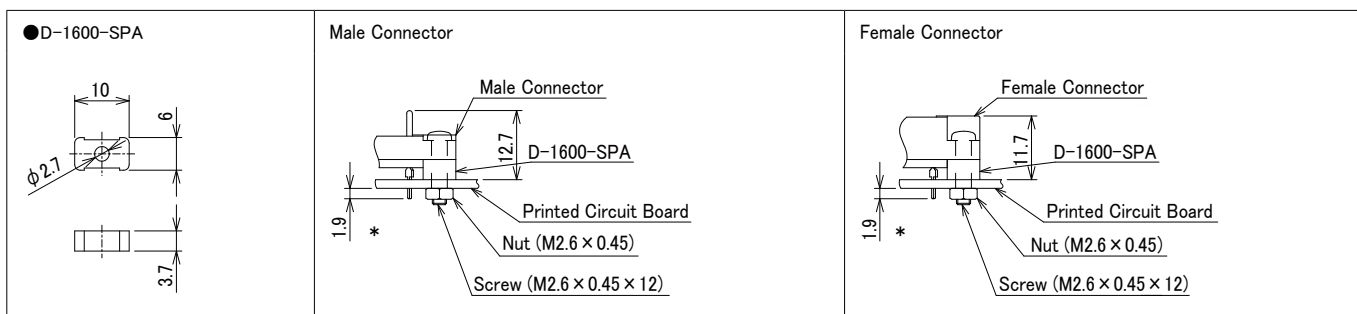 ●D-1600-SPA
10
6
φ2.7
3.7
Male Connector
Male Connector
12.7
D-1600-SPA
1.9
*
Printed Circuit Board
Nut (M2.6×0.45)
Screw (M2.6×0.45×12)
Female Connector
Female Connector
11.7
D-1600-SPA
1.9
*
Printed Circuit Board
Nut (M2.6×0.45)
Screw (M2.6×0.45×12)